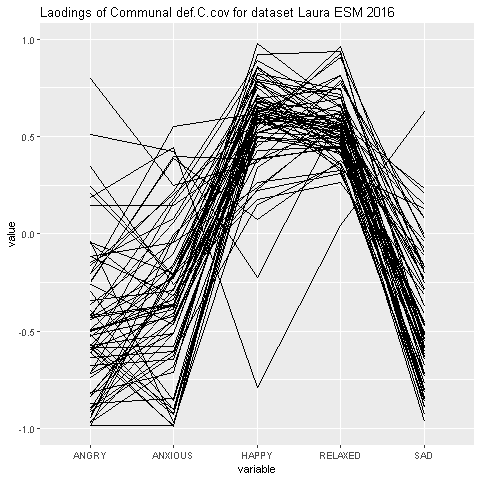 Laodings of Communal def.C.cov for dataset Laura ESM 2016
1.0
0.5
0.0
-0.5
-1.0
value
ANGRY ANXIOUS HAPPY RELAXED SAD
variable